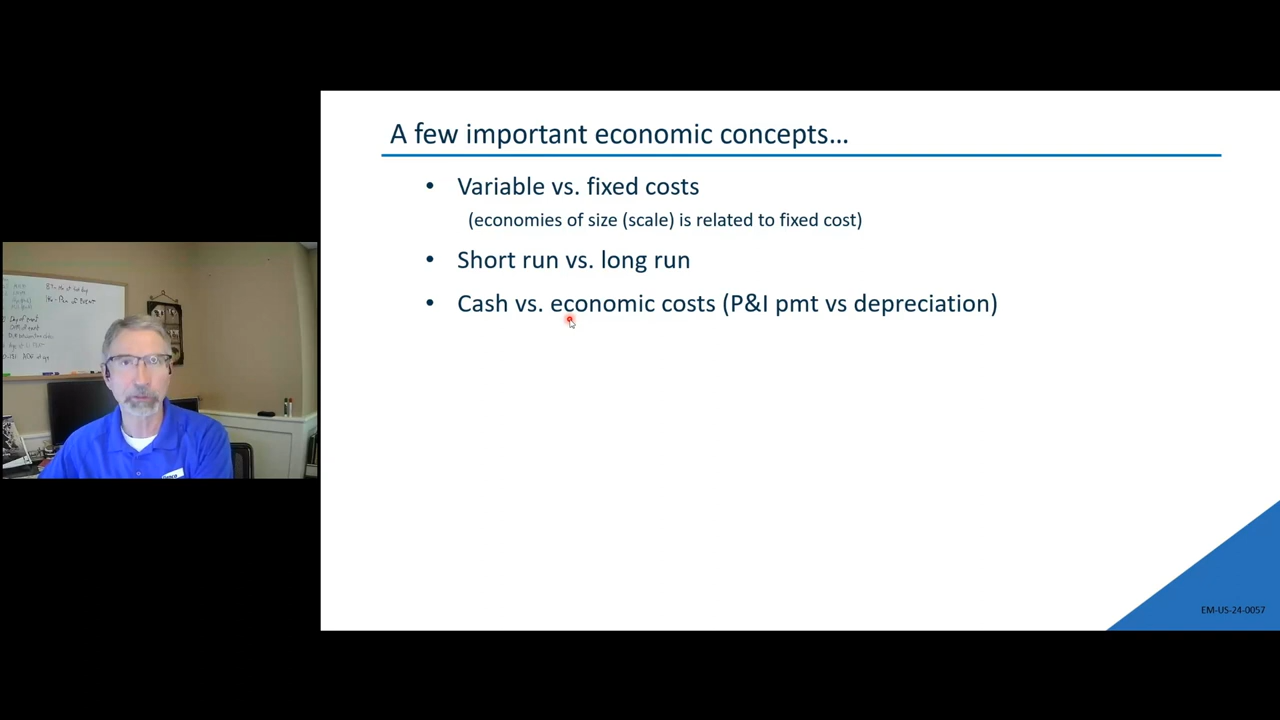 A few important economic concepts…
• Variable vs. fixed costs
(economies of size (scale) is related to fixed cost)
• Short run vs. long run
• Cash vs. economic costs (P&I pmt vs depreciation)
EM-US-24-0057